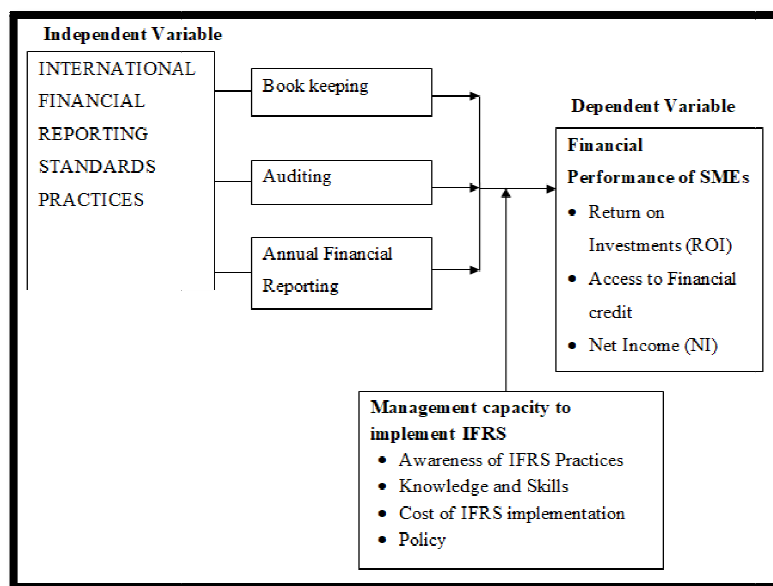 Independent Variable
INTERNATIONAL
FINANCIAL
REPORTING
STANDARDS
PRACTICES
Book keeping
Auditing
Annual Financial
Reporting
Dependent Variable
Financial
Performance of SMEs
• Return on
Investments (ROI)
• Access to Financial
credit
• Net Income (NI)
Management capacity to
implement IFRS
• Awareness of IFRS Practices
• Knowledge and Skills
• Cost of IFRS implementation
• Policy